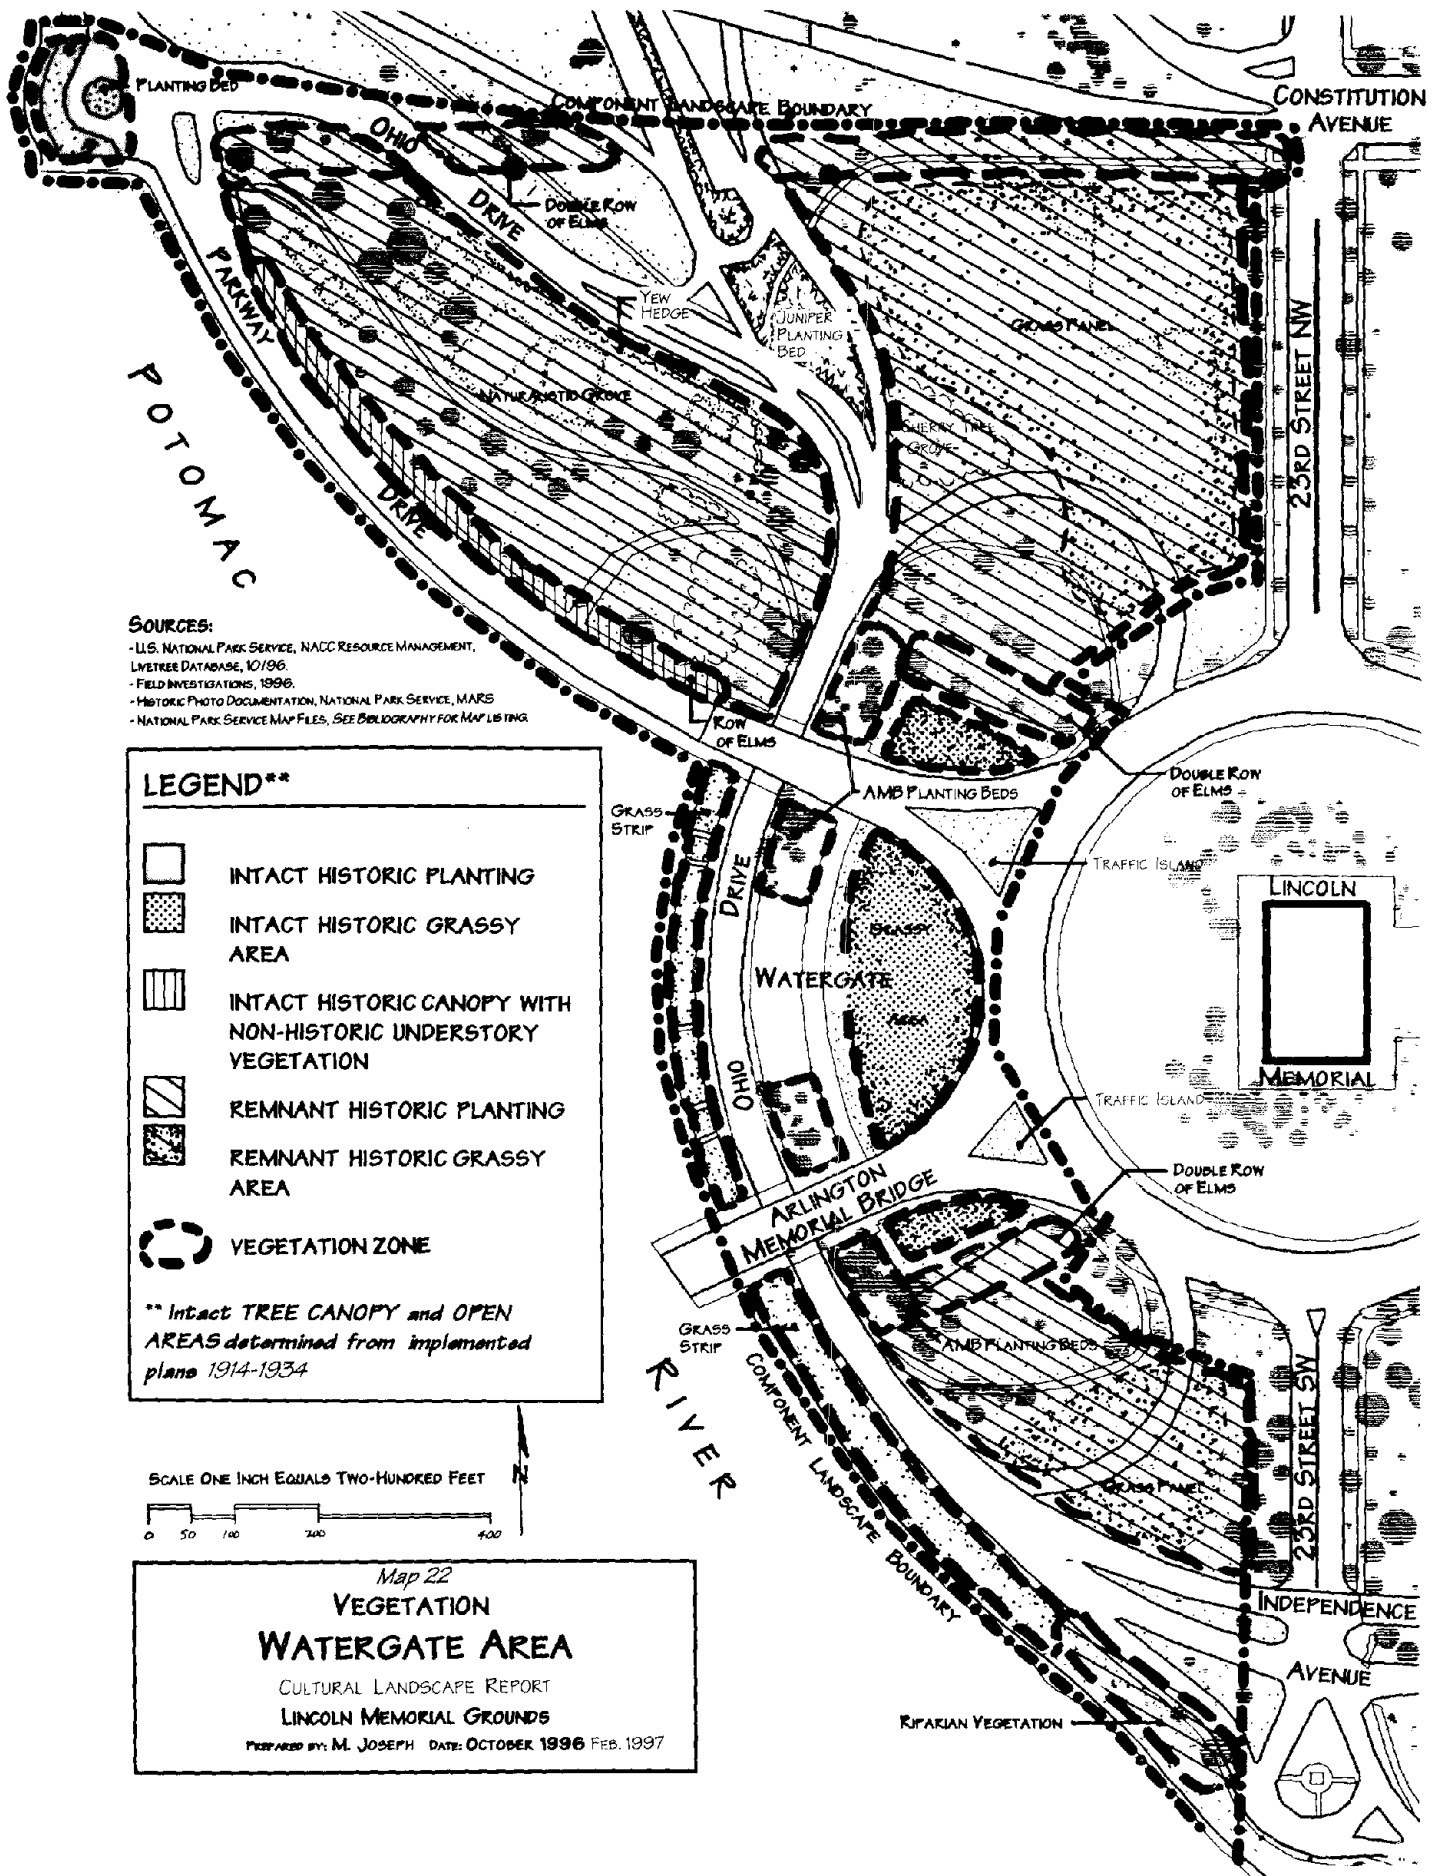 PLANTING BED
COMPONENT LANDSCAPE BOUNDARY
CONSTITUTION
AVENUE
OHIO
DRIVE
DOUBLE ROW
OF ELMS
PARKWAY
DRIVE
YEW
HEDGE
JUNIPER
PLANTING
BED
GRASS PANEL
23RD STREET NW
NATURALISTIC GROVE
CHERRY TREE
GROVE
POTOMAC
SOURCES:
- U.S. NATIONAL PARK SERVICE, NACC RESOURCE MANAGEMENT,
LIVETREE DATABASE, 10/96.
- FIELD INVESTIGATIONS, 1996.
- HISTORIC PHOTO DOCUMENTATION, NATIONAL PARK SERVICE, MARS
- NATIONAL PARK SERVICE MAP FILES, SEE BIBLIOGRAPHY FOR MAP LISTING.
ROW
OF ELMS
DOUBLE ROW
OF ELMS
AMB PLANTING BEDS
GRASS
STRIP
TRAFFIC ISLAND
OHIO DRIVE
GRASSY
AREA
WATERGATE
LINCOLN
MEMORIAL
TRAFFIC ISLAND
DOUBLE ROW
OF ELMS
ARLINGTON
MEMORIAL BRIDGE
LEGEND**
INTACT HISTORIC PLANTING
INTACT HISTORIC GRASSY
AREA
INTACT HISTORIC CANOPY WITH
NON-HISTORIC UNDERSTORY
VEGETATION
REMNANT HISTORIC PLANTING
REMNANT HISTORIC GRASSY
AREA
VEGETATION ZONE
** Intact TREE CANOPY and OPEN
AREAS determined from implemented
plans 1914-1934
GRASS
STRIP
AMB PLANTING BEDS
RIVER
COMPONENT LANDSCAPE BOUNDARY
GRASS PANEL
23RD STREET SW
INDEPENDENCE
AVENUE
RIPARIAN VEGETATION
SCALE ONE INCH EQUALS TWO-HUNDRED FEET
N
0 50 100 200 400
Map 22
VEGETATION
WATERGATE AREA
CULTURAL LANDSCAPE REPORT
LINCOLN MEMORIAL GROUNDS
PREPARED BY: M. JOSEPH DATE: OCTOBER 1996 FEB. 1997